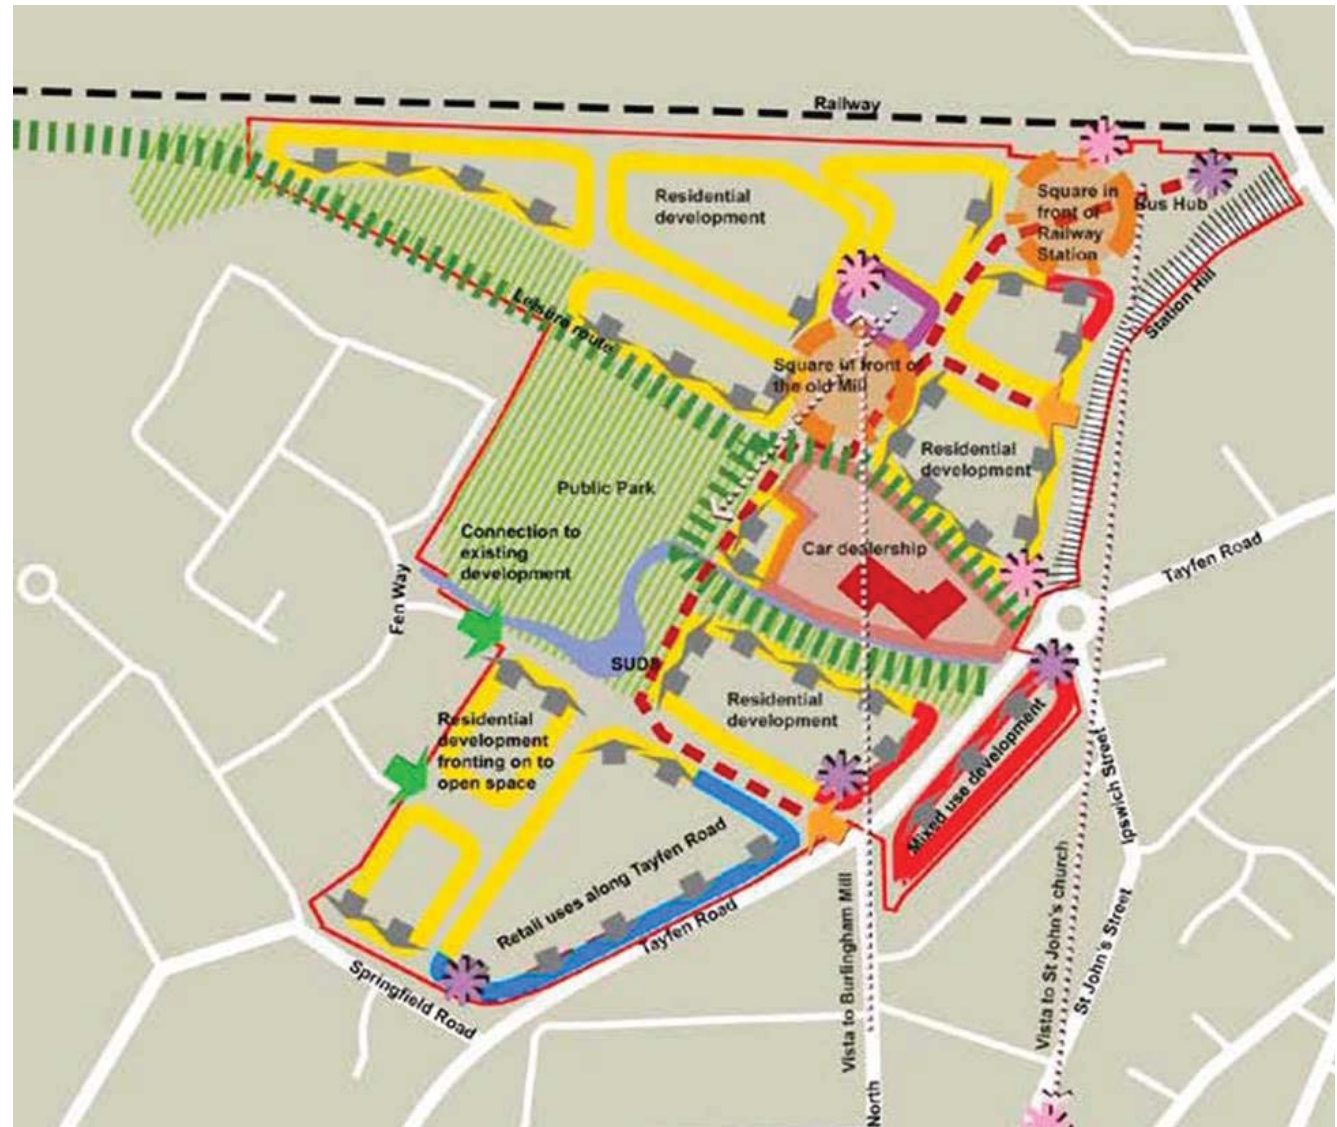 Railway
Residential
development
Square in
front of
Railway
Station
Bus Hub
Station Hill
Leisure route
Square in front of
the old Mill
Residential
development
Public Park
Connection to
existing
development
Car dealership
Tayfen Road
Fen Way
SUDS
Residential
development
Residential
development
fronting on to
open space
Mixed use development
Ipswich Street
Retail uses along Tayfen Road
Tayfen Road
Springfield Road
Vista to Burlingham Mill
Vista to St John's church
St John's Street
North